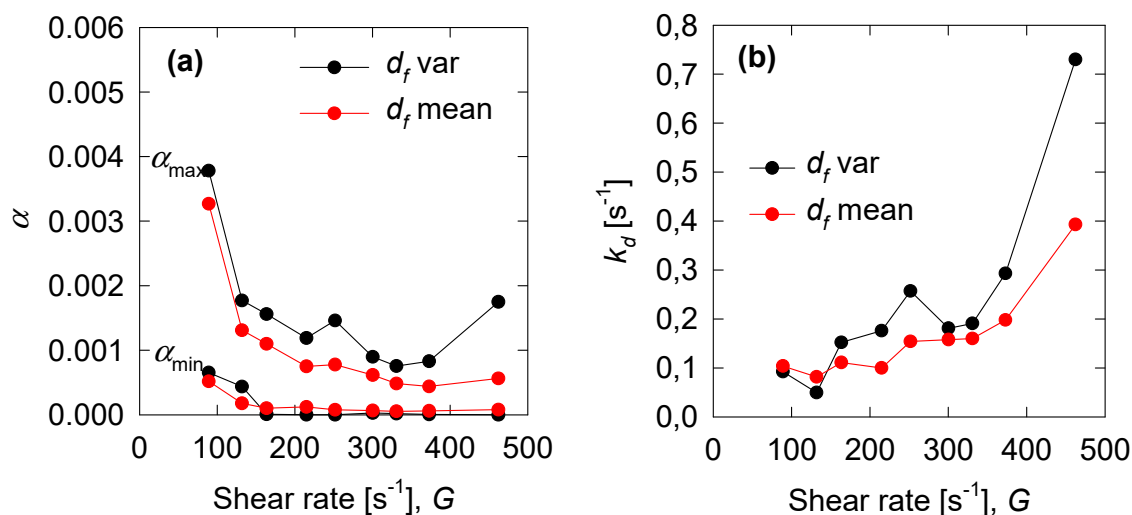 (a)
d_f var
d_f mean
α_max
α_min
0.006
0.005
0.004
0.003
0.002
0.001
0.000
α
0 100 200 300 400 500
Shear rate [s⁻¹], G
(b)
d_f var
d_f mean
0,8
0,7
0,6
0,5
0,4
0,3
0,2
0,1
0,0
k_d [s⁻¹]
0 100 200 300 400 500
Shear rate [s⁻¹], G